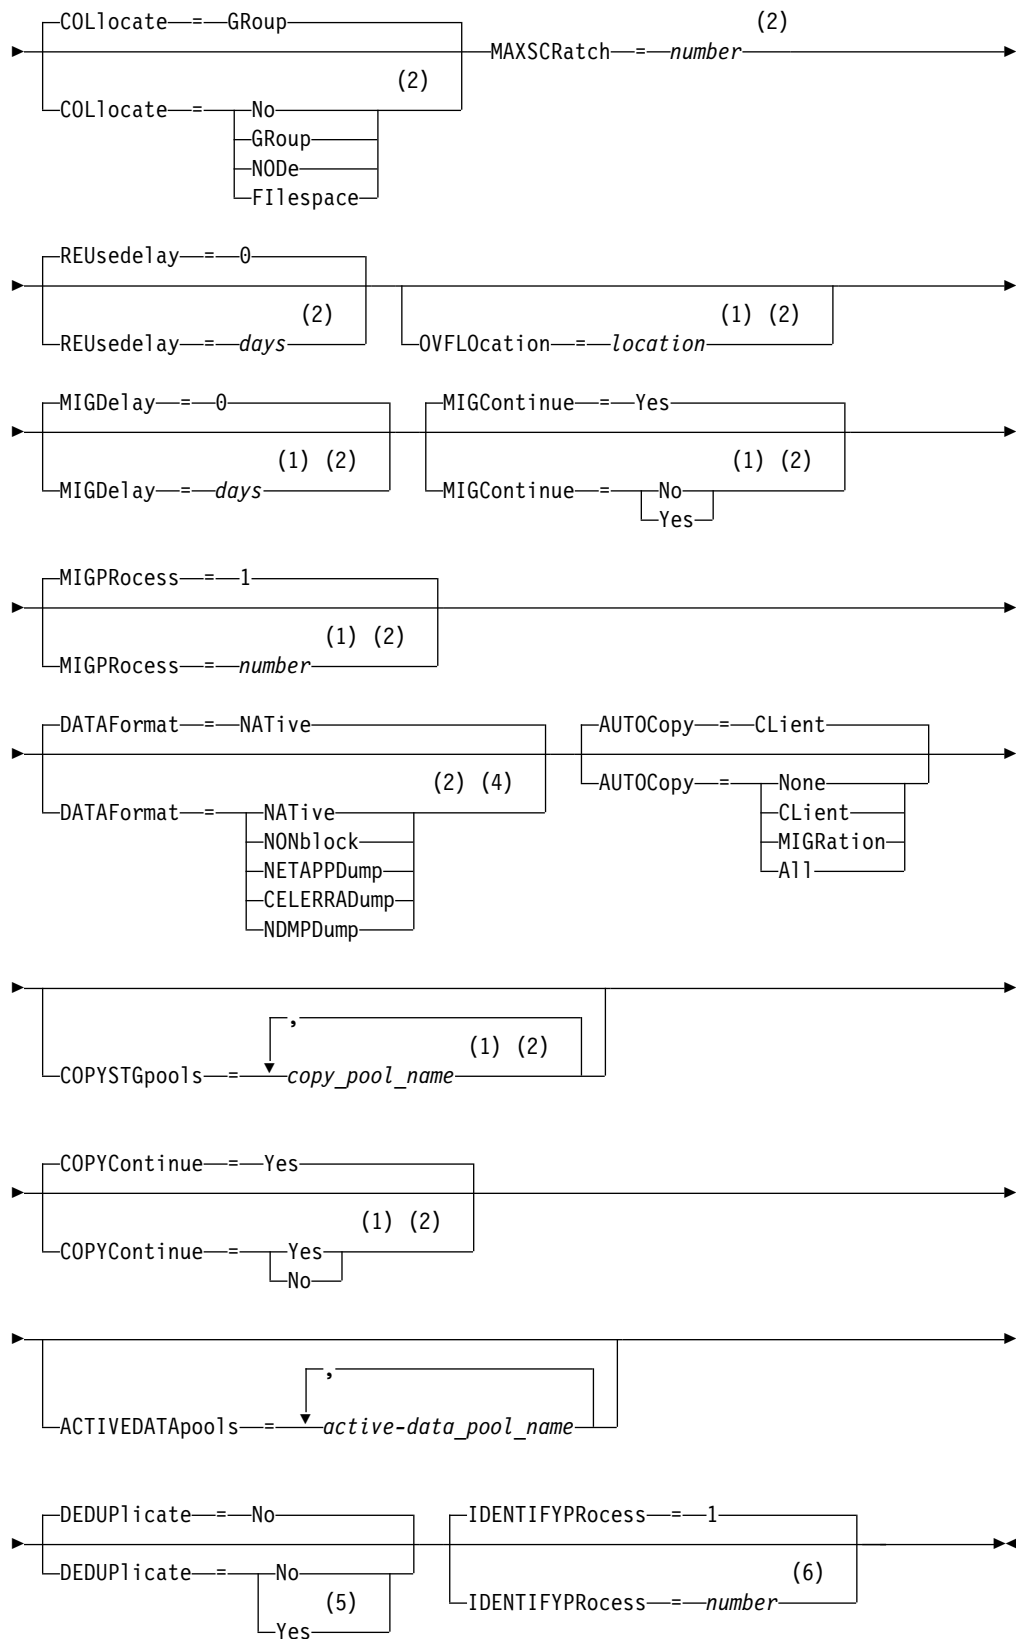 COLlocate = GRoup
(2)
MAXSCRatch = number
(2)
COLlocate = No
GRoup
NODe
FIlespace
REUsedelay = 0
(2)
(1) (2)
REUsedelay = days
OVFLOcation = location
MIGDelay = 0
MIGContinue = Yes
(1) (2)
(1) (2)
MIGDelay = days
MIGContinue = No
Yes
MIGPRocess = 1
(1) (2)
MIGPRocess = number
DATAFormat = NATive
AUTOCopy = CLient
(2) (4)
AUTOCopy = None
CLient
MIGRation
All
DATAFormat = NATive
NONblock
NETAPPDump
CELERRADump
NDMPDump
,
(1) (2)
COPYSTGpools = copy_pool_name
COPYContinue = Yes
(1) (2)
COPYContinue = Yes
No
,
ACTIVEDATApools = active-data_pool_name
DEDUPlicate = No
IDENTIFYPRocess = 1
DEDUPlicate = No
(5)
Yes
(6)
IDENTIFYPRocess = number